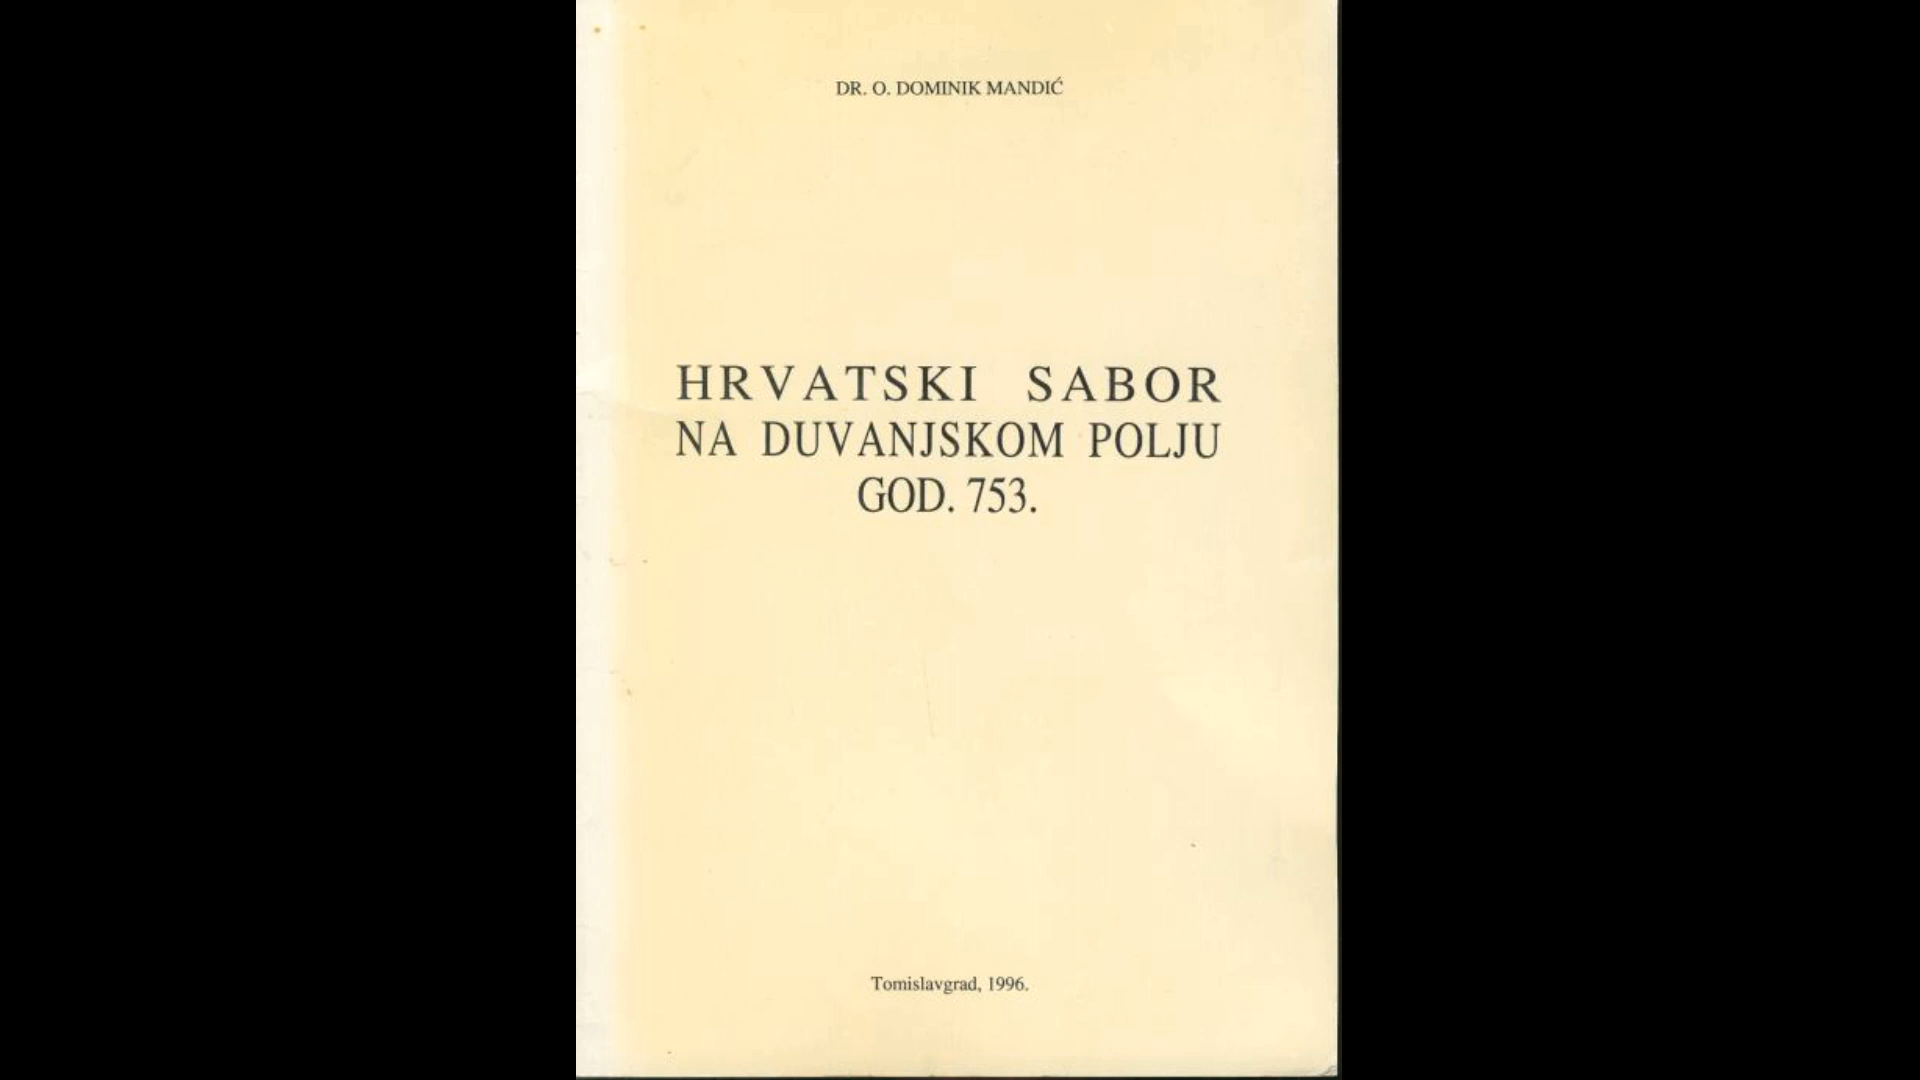 DR. O. DOMINIK MANDIĆ
HRVATSKI SABOR
NA DUVANJSKOM POLJU
GOD. 753.
Tomislavgrad, 1996.